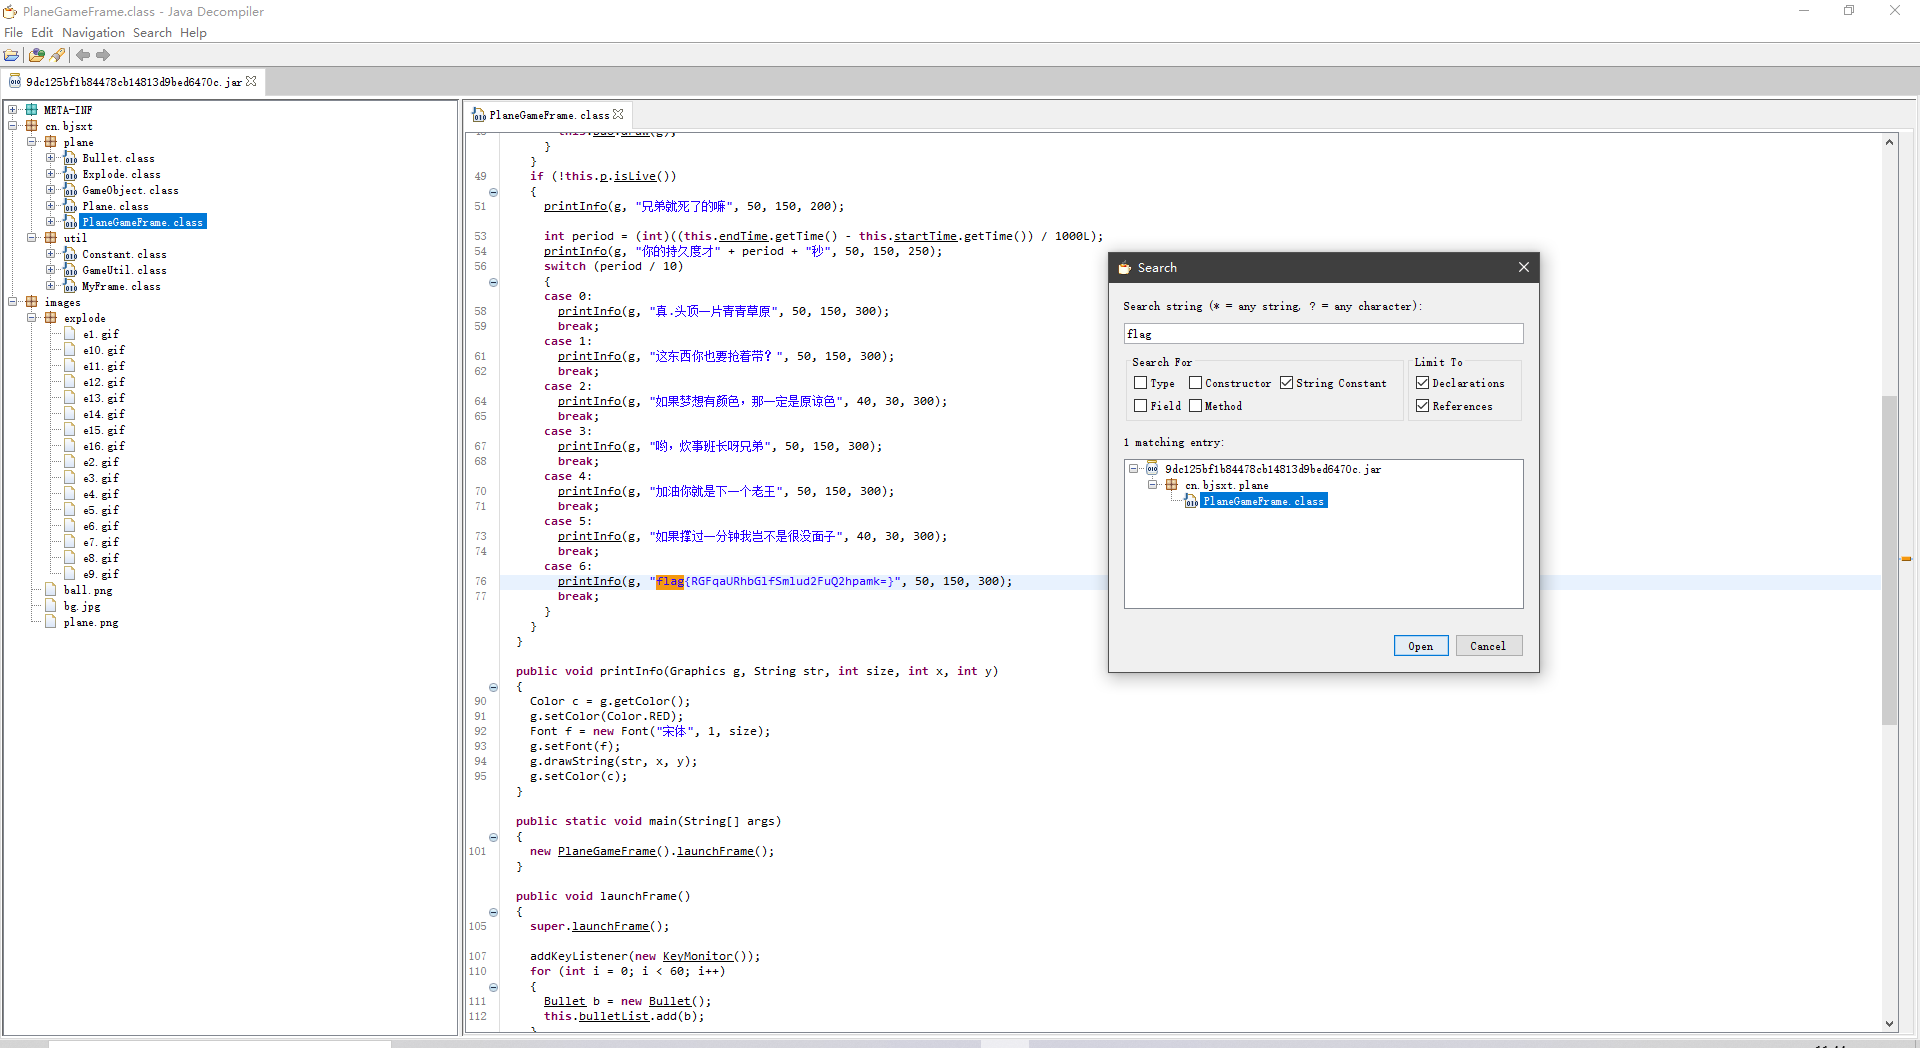 PlaneGameFrame.class - Java Decompiler
File Edit Navigation Search Help
9dc125bf1b84478cb14813d9bed6470c.jar
META-INF
cn.bjsxt
plane
Bullet.class
Explode.class
GameObject.class
Plane.class
PlaneGameFrame.class
util
Constant.class
GameUtil.class
MyFrame.class
images
explode
e1.gif
e10.gif
e11.gif
e12.gif
e13.gif
e14.gif
e15.gif
e16.gif
e2.gif
e3.gif
e4.gif
e5.gif
e6.gif
e7.gif
e8.gif
e9.gif
ball.png
bg.jpg
plane.png
PlaneGameFrame.class
}
}
49 if (!this.p.isLive())
{
51 printInfo(g, "兄弟就死了的嘛", 50, 150, 200);
53 int period = (int)((this.endTime.getTime() - this.startTime.getTime()) / 1000L);
54 printInfo(g, "你的持久度才" + period + "秒", 50, 150, 250);
56 switch (period / 10)
{
case 0:
58 printInfo(g, "真.头顶一片青青草原", 50, 150, 300);
59 break;
case 1:
61 printInfo(g, "这东西你也要抢着带?", 50, 150, 300);
62 break;
case 2:
64 printInfo(g, "如果梦想有颜色，那一定是原谅色", 40, 30, 300);
65 break;
case 3:
67 printInfo(g, "哟，炊事班长呀兄弟", 50, 150, 300);
68 break;
case 4:
70 printInfo(g, "加油你就是下一个老王", 50, 150, 300);
71 break;
case 5:
73 printInfo(g, "如果撑过一分钟我岂不是很没面子", 40, 30, 300);
74 break;
case 6:
76 printInfo(g, "flag{RGFqaURhbGlfSmlud2FuQ2hpamk=}", 50, 150, 300);
77 break;
}
}
}
public void printInfo(Graphics g, String str, int size, int x, int y)
{
90 Color c = g.getColor();
91 g.setColor(Color.RED);
92 Font f = new Font("宋体", 1, size);
93 g.setFont(f);
94 g.drawString(str, x, y);
95 g.setColor(c);
}
public static void main(String[] args)
{
101 new PlaneGameFrame().launchFrame();
}
public void launchFrame()
{
105 super.launchFrame();
107 addKeyListener(new KeyMonitor());
110 for (int i = 0; i < 60; i++)
{
111 Bullet b = new Bullet();
112 this.bulletList.add(b);
Search
Search string (* = any string, ? = any character):
flag
Search For
Type Constructor String Constant
Field Method
Limit To
Declarations
References
1 matching entry:
9dc125bf1b84478cb14813d9bed6470c.jar
cn.bjsxt.plane
PlaneGameFrame.class
Open Cancel